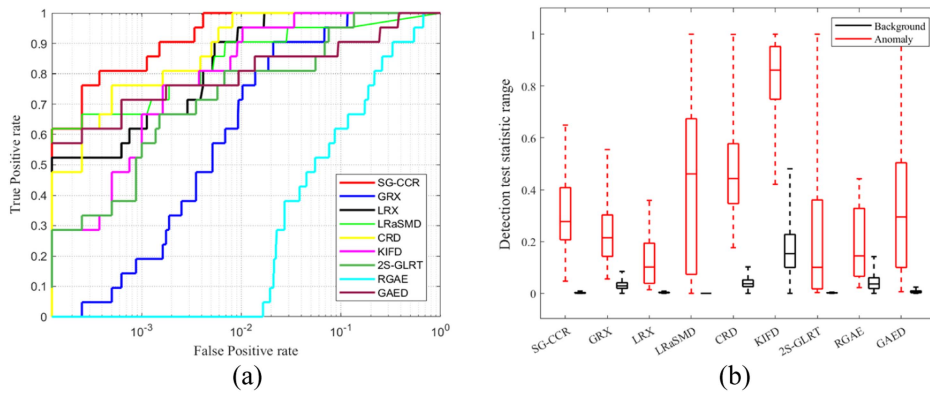 (a)
True Positive rate
1
0.9
0.8
0.7
0.6
0.5
0.4
0.3
0.2
0.1
0
SG-CCR
GRX
LRX
LRaSMD
CRD
KIFD
2S-GLRT
RGAE
GAED
10-3
10-2
10-1
100
False Positive rate
(a)
(b)
Detection test statistic range
1
0.8
0.6
0.4
0.2
0
Background
Anomaly
SG-CCR
GRX
LRX
LRaSMD
CRD
KIFD
2S-GLRT
RGAE
GAED
(b)